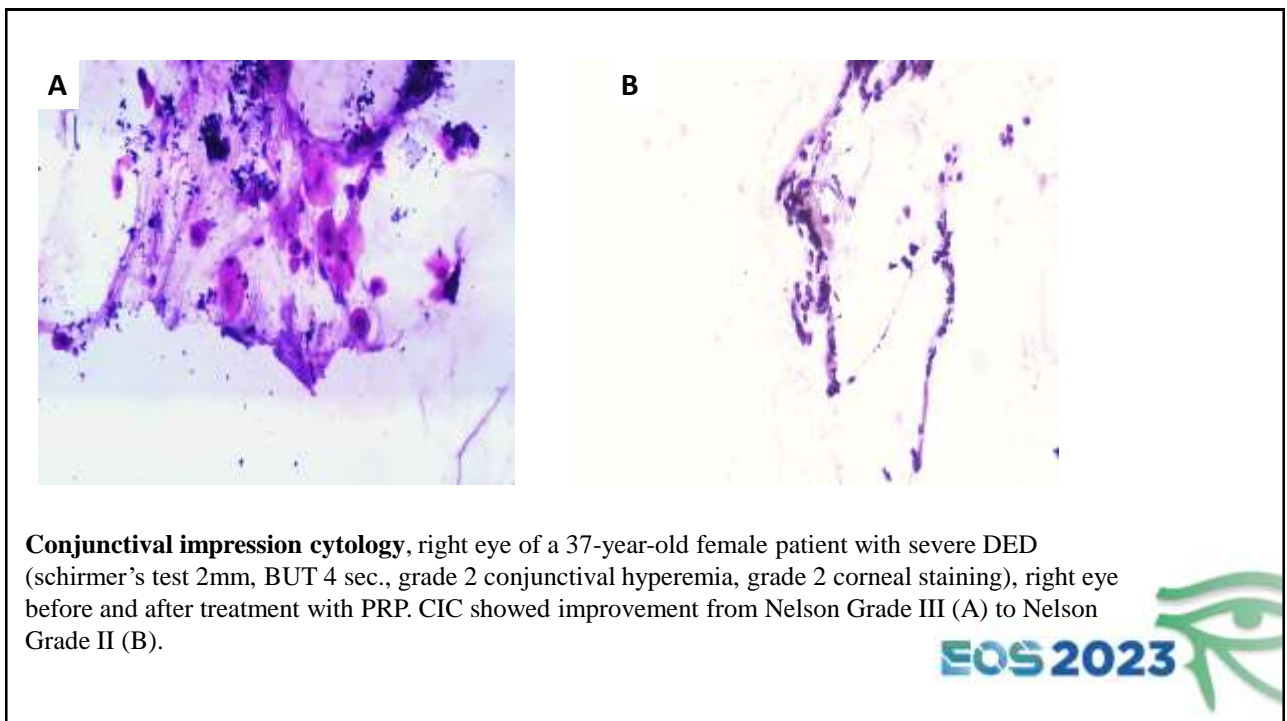 A
B
Conjunctival impression cytology, right eye of a 37-year-old female patient with severe DED
(schirmer’s test 2mm, BUT 4 sec., grade 2 conjunctival hyperemia, grade 2 corneal staining), right eye
before and after treatment with PRP. CIC showed improvement from Nelson Grade III (A) to Nelson
Grade II (B).
EOS 2023